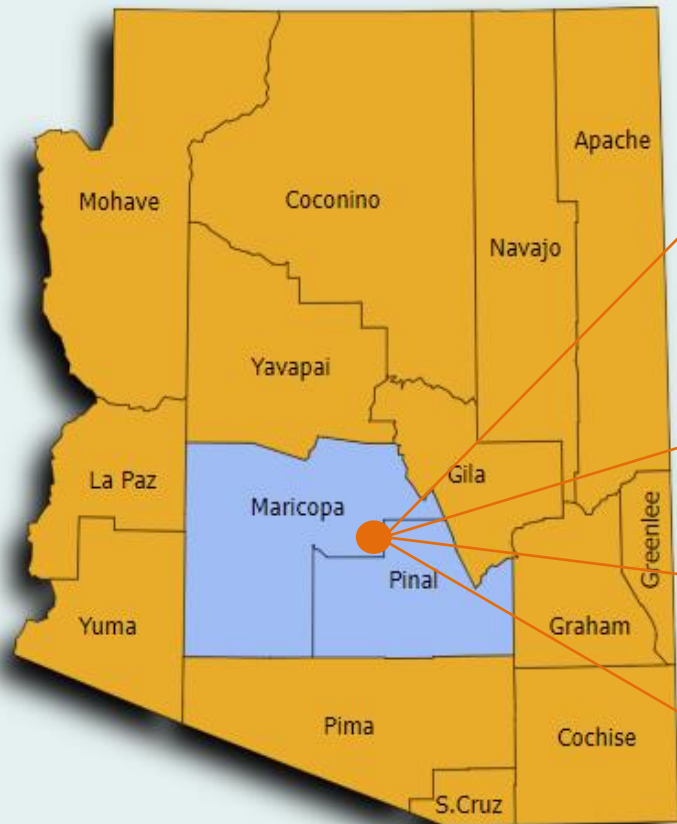 Apache
Mohave
Coconino
Navajo
Yavapai
La Paz
Gila
Maricopa
Greenlee
Pinal
Yuma
Graham
Pima
Cochise
S.Cruz